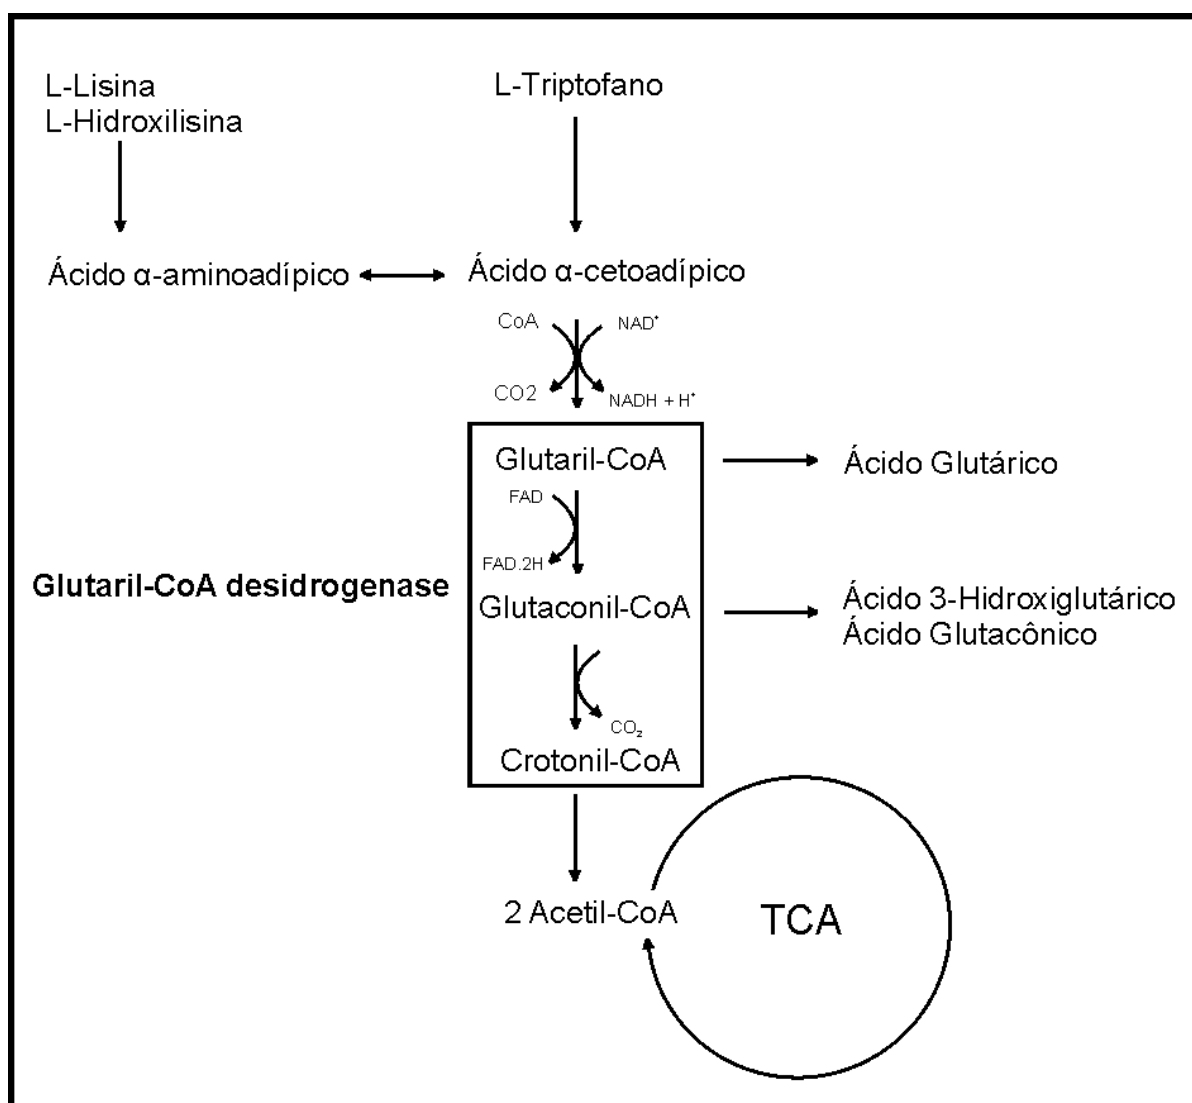 L-Lisina
L-Hidroxilisina
L-Triptofano
Ácido α-aminoadípico
Ácido α-cetoadípico
CoA
NAD⁺
CO2
NADH + H⁺
Glutaril-CoA
Ácido Glutárico
FAD
FAD.2H
Glutaril-CoA desidrogenase
Glutaconil-CoA
Ácido 3-Hidroxiglutárico
Ácido Glutacônico
CO₂
Crotonil-CoA
2 Acetil-CoA
TCA